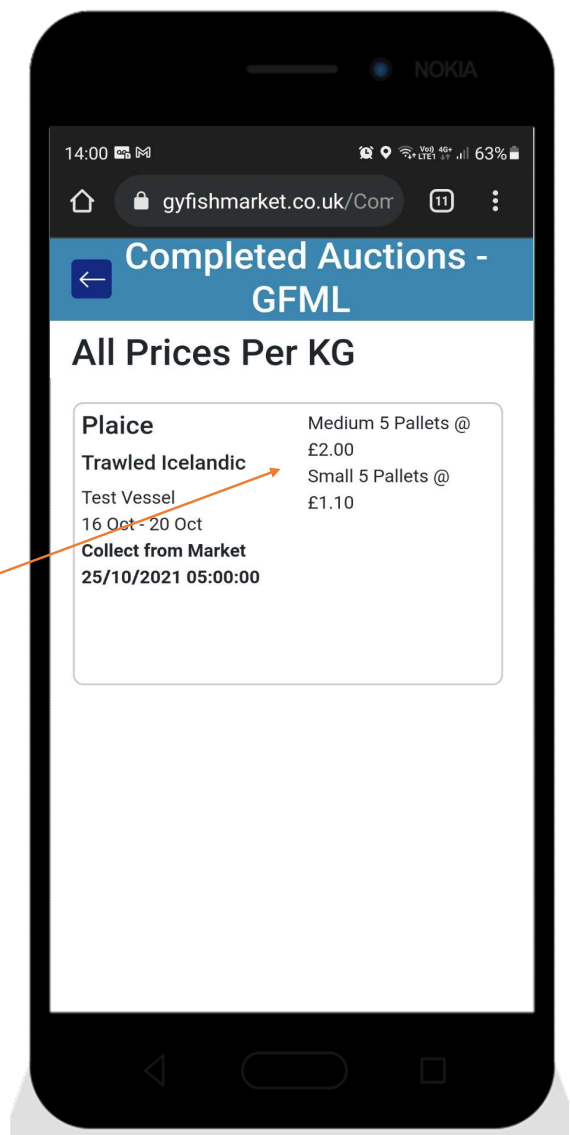 NOKIA
14:00 63%
gyfishmarket.co.uk/Com 11
Completed Auctions -
GFML
All Prices Per KG
Plaice
Trawled Icelandic
Test Vessel
16 Oct - 20 Oct
Collect from Market
25/10/2021 05:00:00
Medium 5 Pallets @
£2.00
Small 5 Pallets @
£1.10